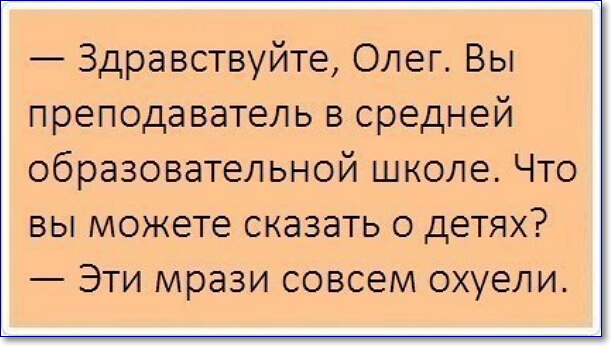 — Здравствуйте, Олег. Вы
преподаватель в средней
образовательной школе. Что
вы можете сказать о детях?
— Эти мрази совсем охуели.